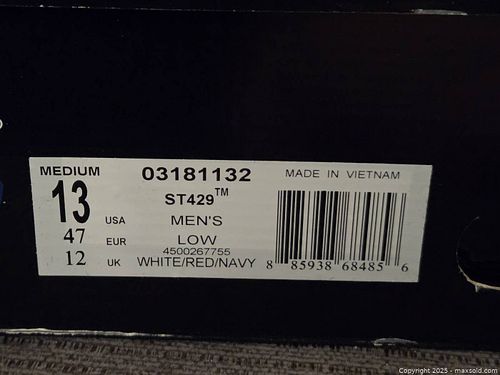 MEDIUM 03181132 MADE IN VIETNAM
13 USA ST429™
MEN'S
47 EUR LOW
4500267755
12 UK WHITE/RED/NAVY 8 85938 68485 6
Copyright © 2025 - maxsold.com